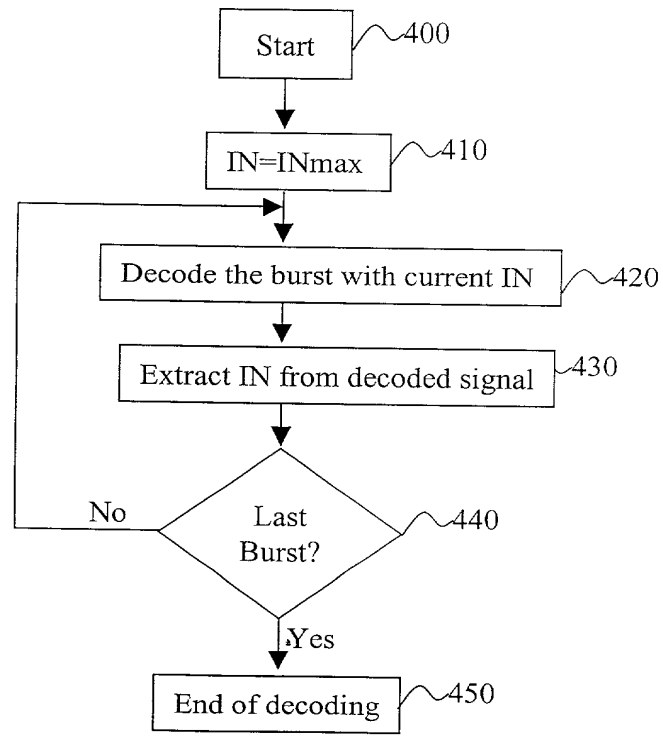 Start
400
IN=INmax
410
Decode the burst with current IN
420
Extract IN from decoded signal
430
Last
Burst?
440
No
Yes
End of decoding
450